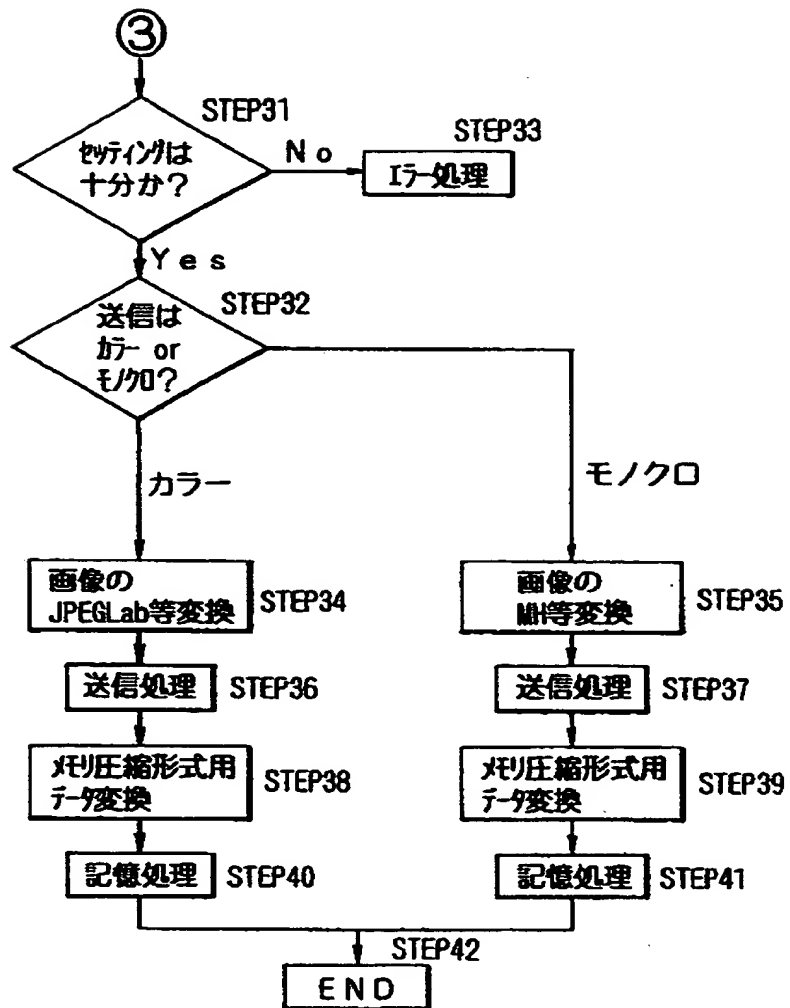 ③
STEP31
セッティングは
十分か?
No
STEP33
エラー処理
Yes
STEP32
送信は
カラー or
モノクロ?
カラー
モノクロ
画像の
JPEGLab等変換
STEP34
画像の
MH等変換
STEP35
送信処理
STEP36
送信処理
STEP37
メモリ圧縮形式用
データ変換
STEP38
メモリ圧縮形式用
データ変換
STEP39
記憶処理
STEP40
記憶処理
STEP41
STEP42
END